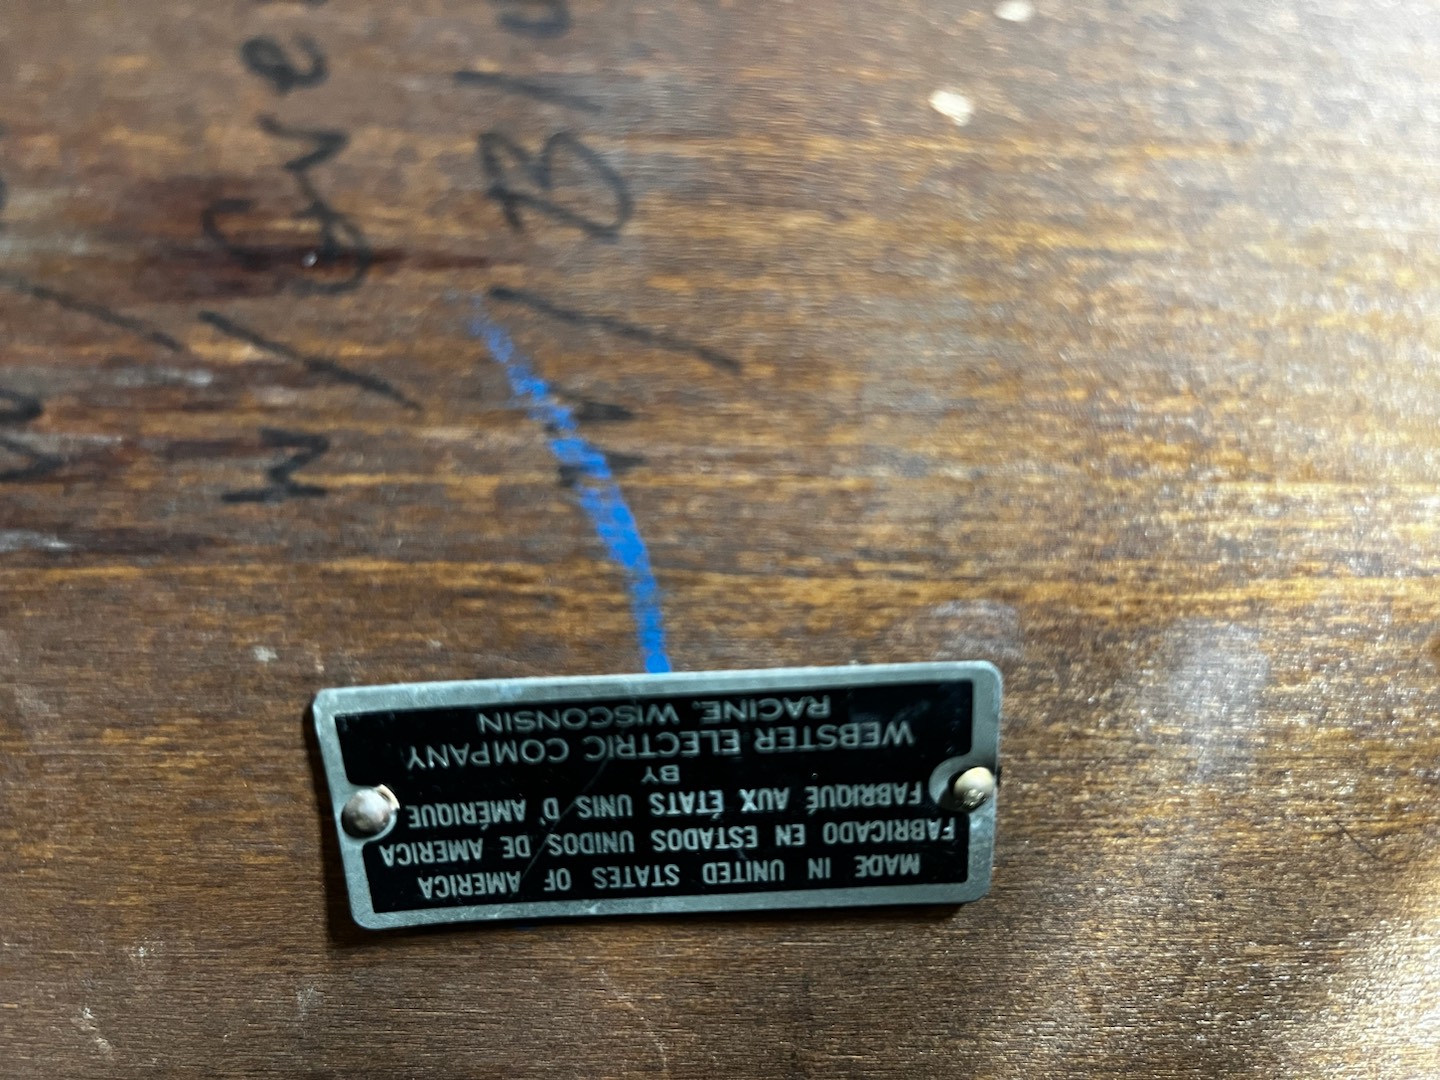 MADE IN UNITED STATES OF AMERICA
FABRICADO EN ESTADOS UNIDOS DE AMERICA
FABRIQUÉ AUX ÉTATS UNIS D'AMÉRIQUE
BY
WEBSTER ELECTRIC COMPANY
RACINE, WISCONSIN